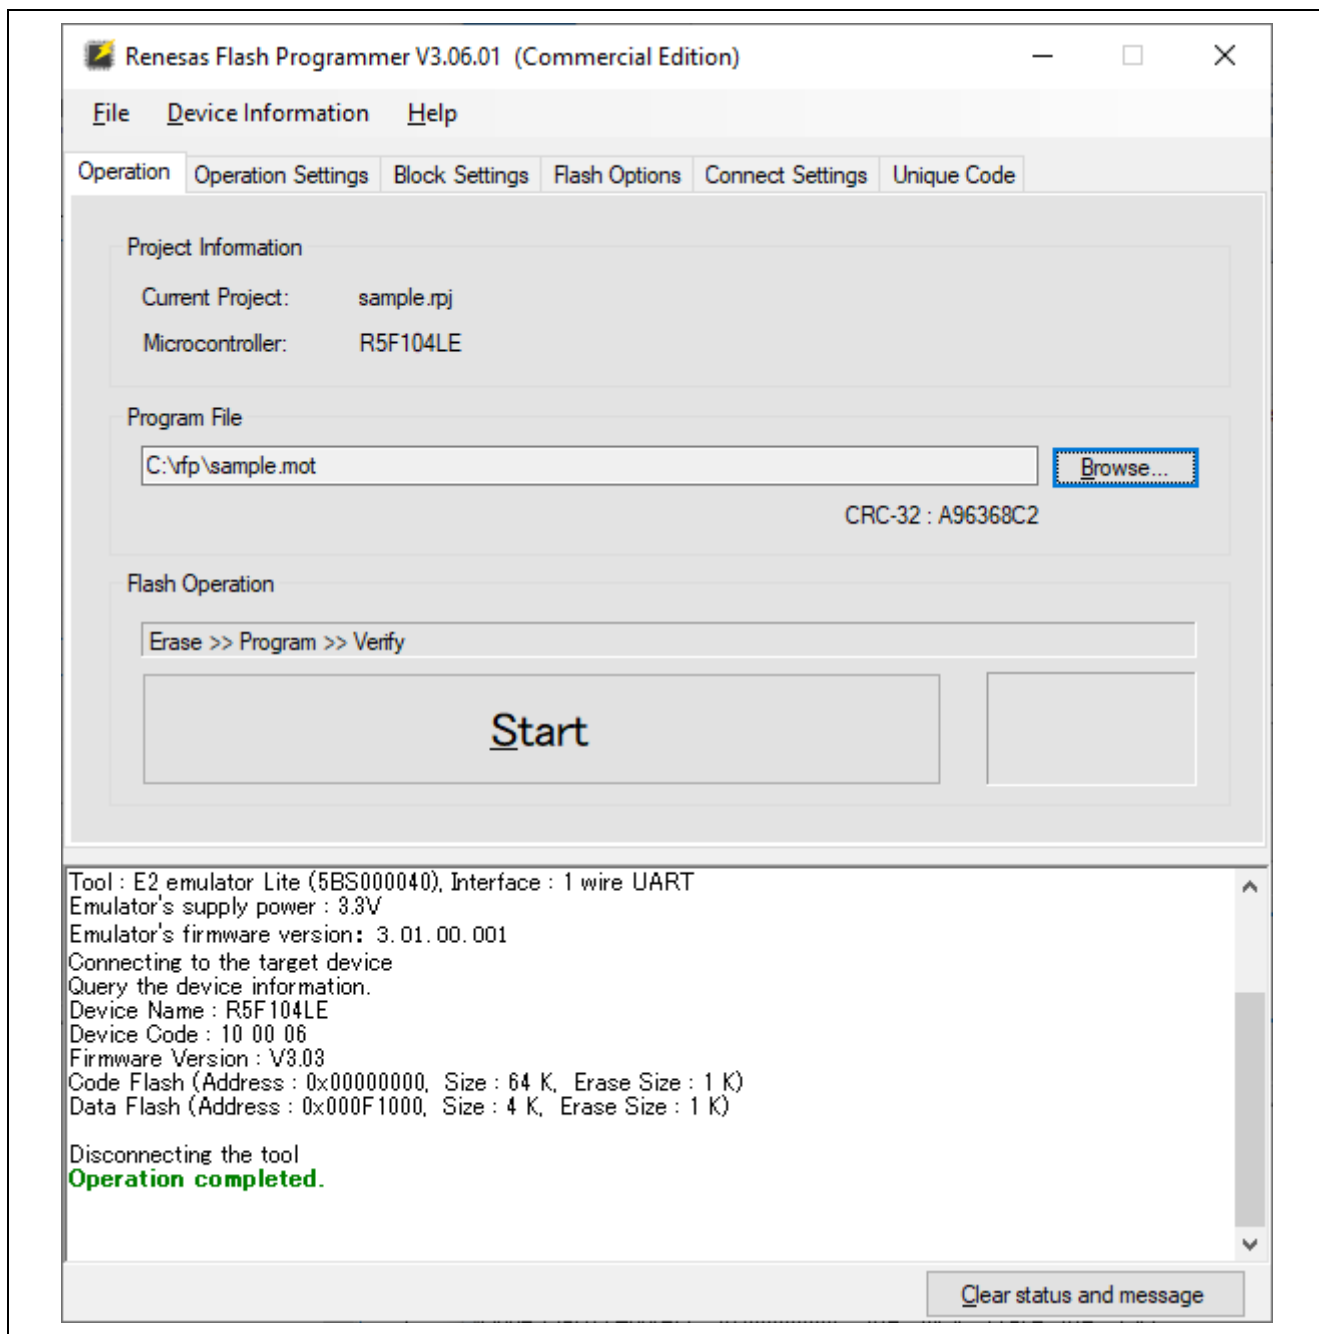 Renesas Flash Programmer V3.06.01 (Commercial Edition)
File Device Information Help
Operation Operation Settings Block Settings Flash Options Connect Settings Unique Code
Project Information
Current Project: sample.rpj
Microcontroller: R5F104LE
Program File
C:\rfp\sample.mot Browse...
CRC-32 : A96368C2
Flash Operation
Erase >> Program >> Verify
Start
Tool : E2 emulator Lite (5BS000040), Interface : 1 wire UART
Emulator's supply power : 3.3V
Emulator's firmware version: 3.01.00.001
Connecting to the target device
Query the device information.
Device Name : R5F104LE
Device Code : 10 00 06
Firmware Version : V3.03
Code Flash (Address : 0x00000000, Size : 64 K, Erase Size : 1 K)
Data Flash (Address : 0x000F1000, Size : 4 K, Erase Size : 1 K)
Disconnecting the tool
Operation completed.
Clear status and message